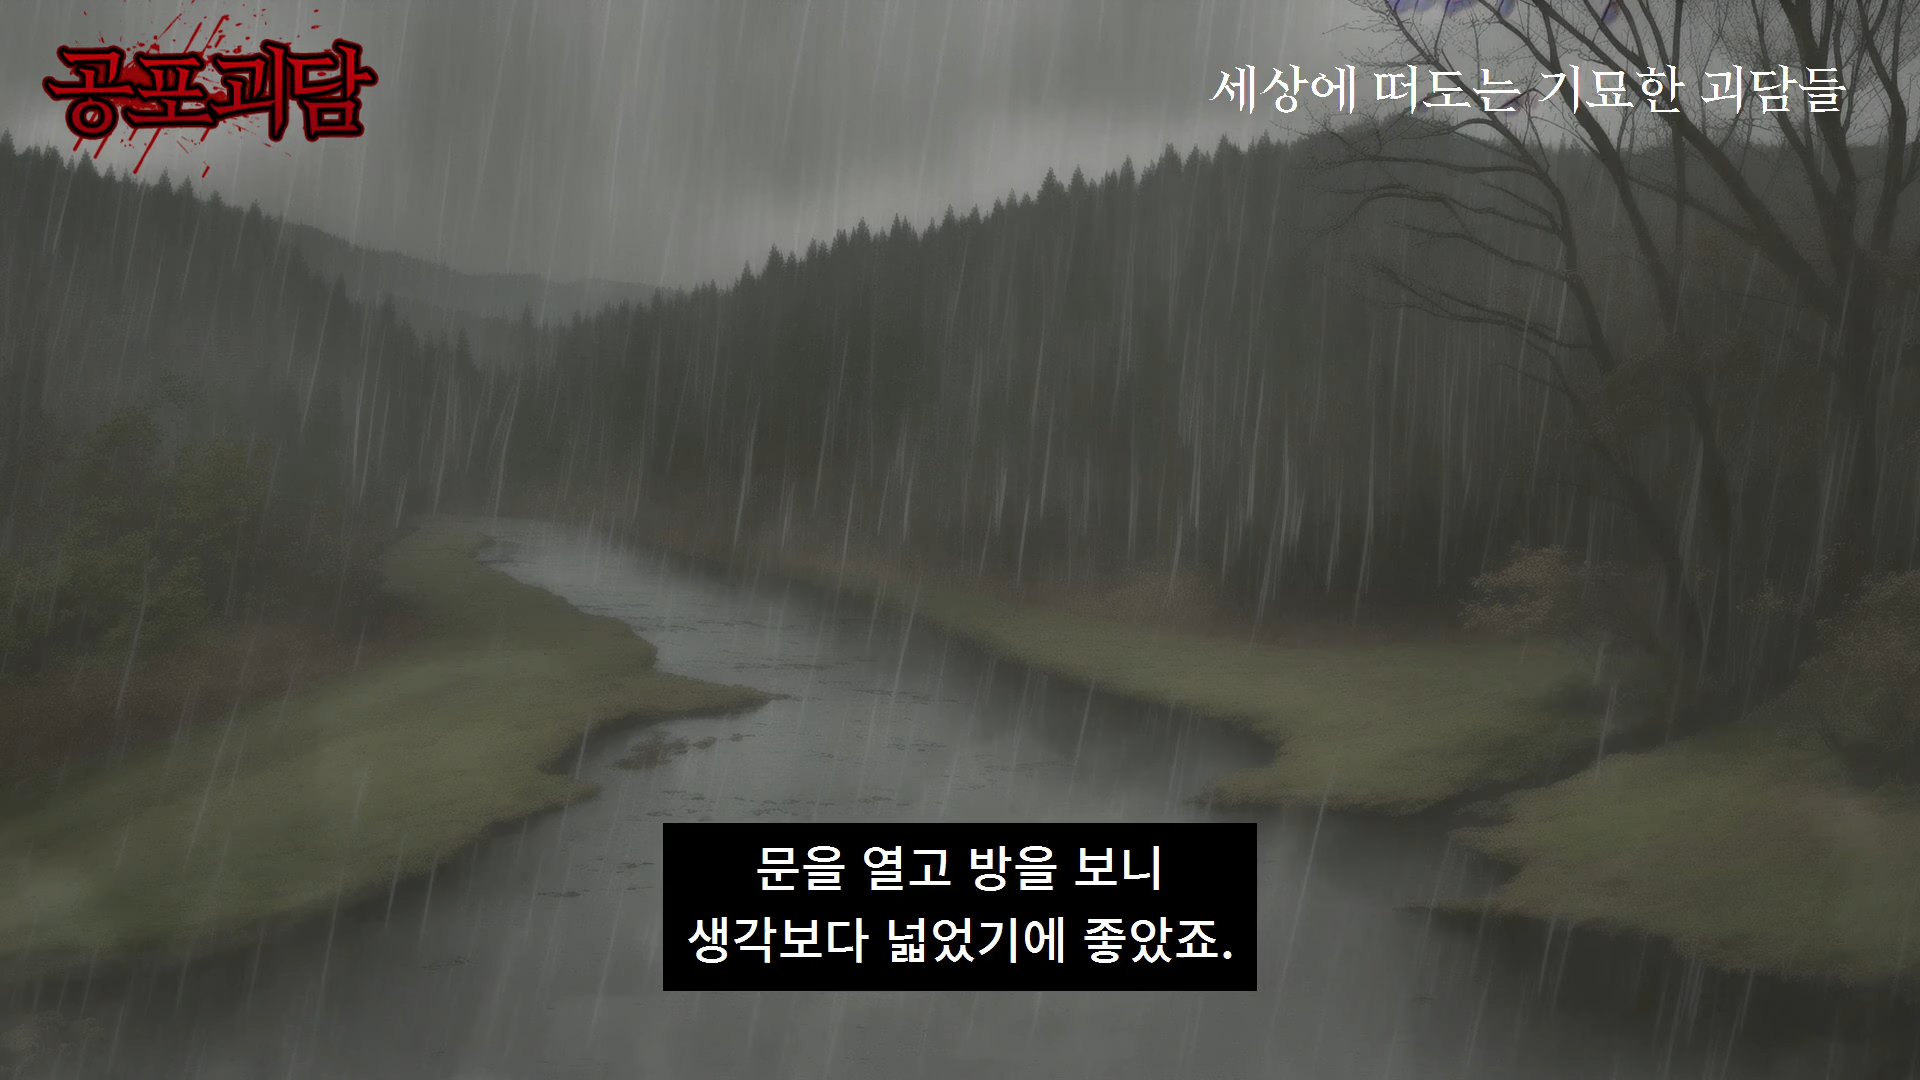 공포괴담
세상에 떠도는 기묘한 괴담들
문을 열고 방을 보니
생각보다 넓었기에 좋았죠.